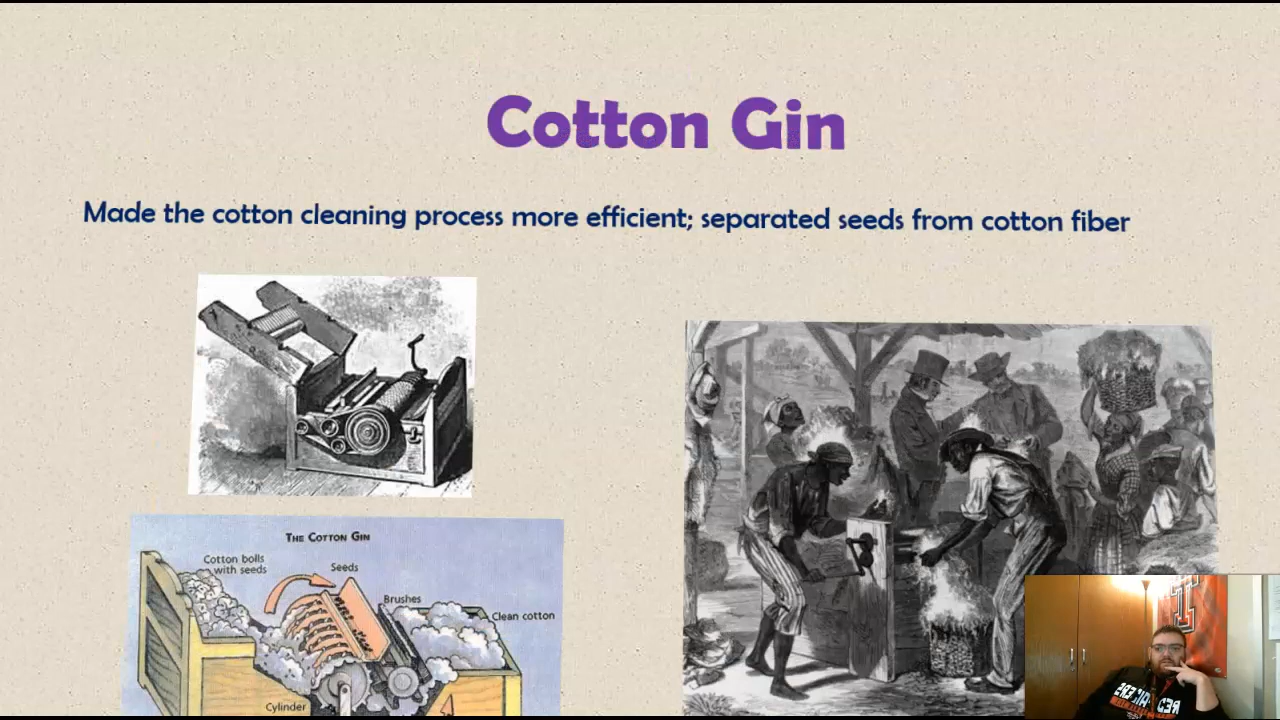 Cotton Gin
Made the cotton cleaning process more efficient; separated seeds from cotton fiber
THE COTTON GIN
Cotton bolls
with seeds
Seeds
Brushes
Clean cotton
Cylinder